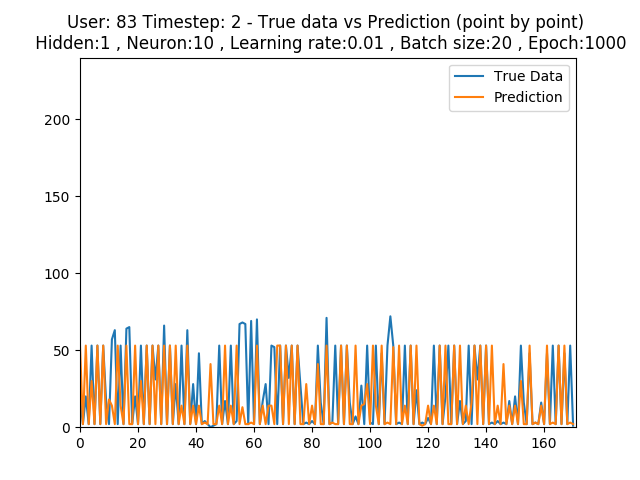 User: 83 Timestep: 2 - True data vs Prediction (point by point)
Hidden:1 , Neuron:10 , Learning rate:0.01 , Batch size:20 , Epoch:1000
True Data
Prediction
200
150
100
50
0
0 20 40 60 80 100 120 140 160